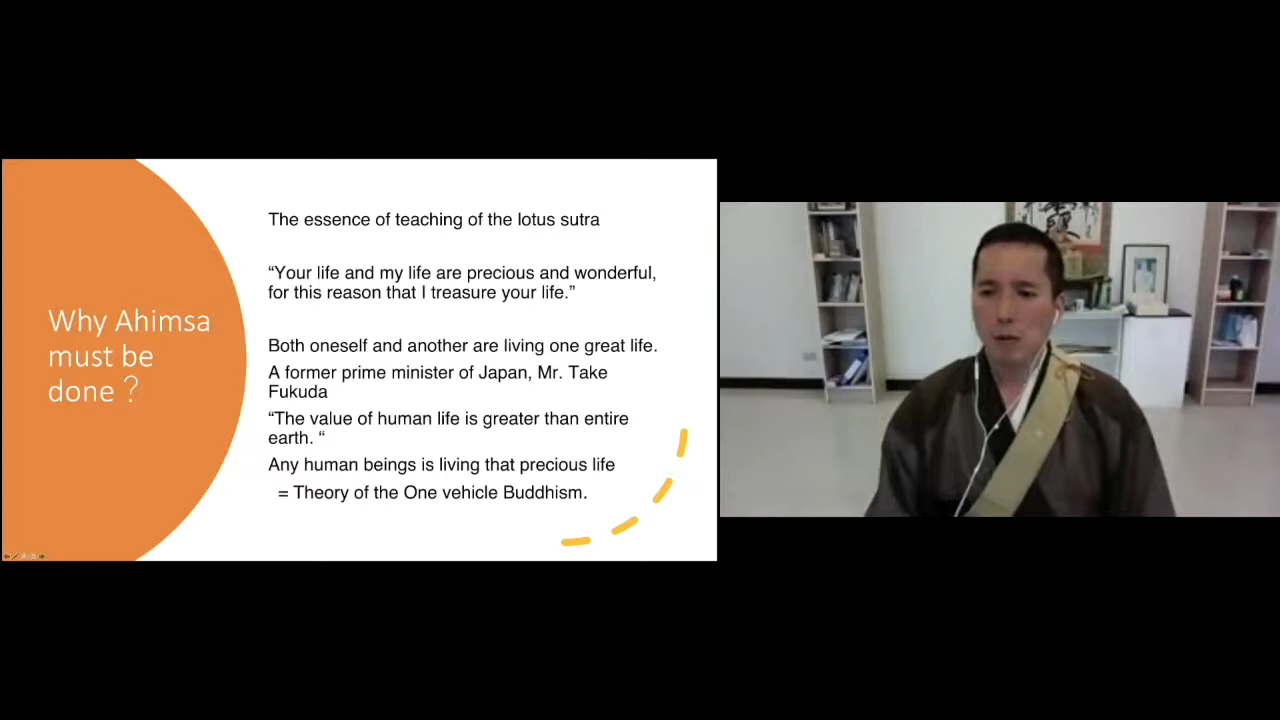 Why Ahimsa
must be
done？
The essence of teaching of the lotus sutra
“Your life and my life are precious and wonderful,
for this reason that I treasure your life.”
Both oneself and another are living one great life.
A former prime minister of Japan, Mr. Take
Fukuda
“The value of human life is greater than entire
earth. “
Any human beings is living that precious life
= Theory of the One vehicle Buddhism.